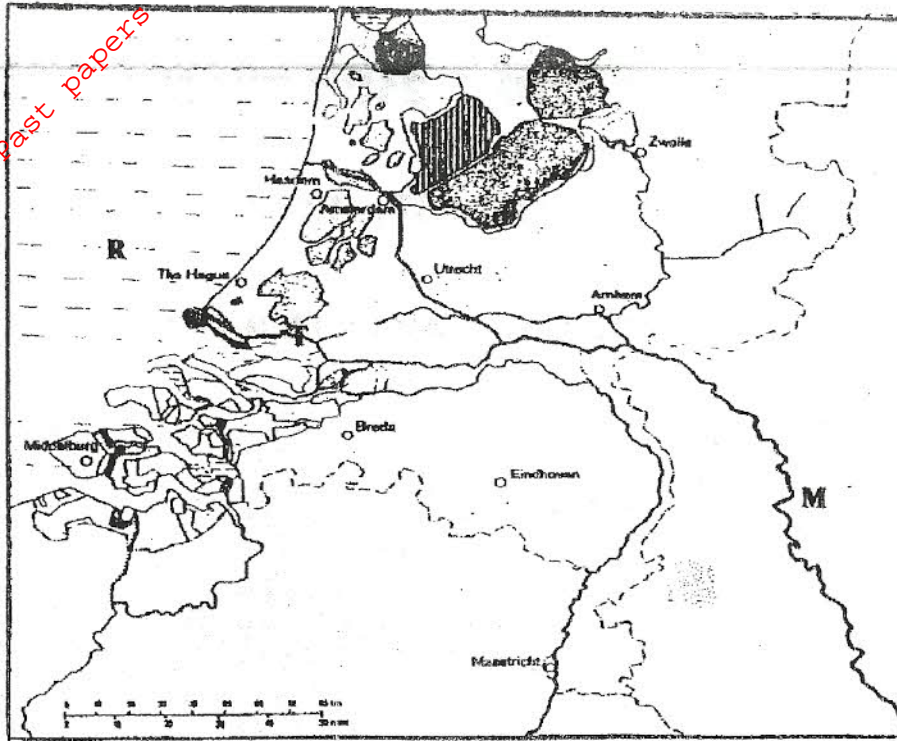 Past papers
Zwolle
Haarlem
Amsterdam
R
The Hague
Utrecht
Arnhem
T
Breda
Middelburg
Eindhoven
M
Maastricht